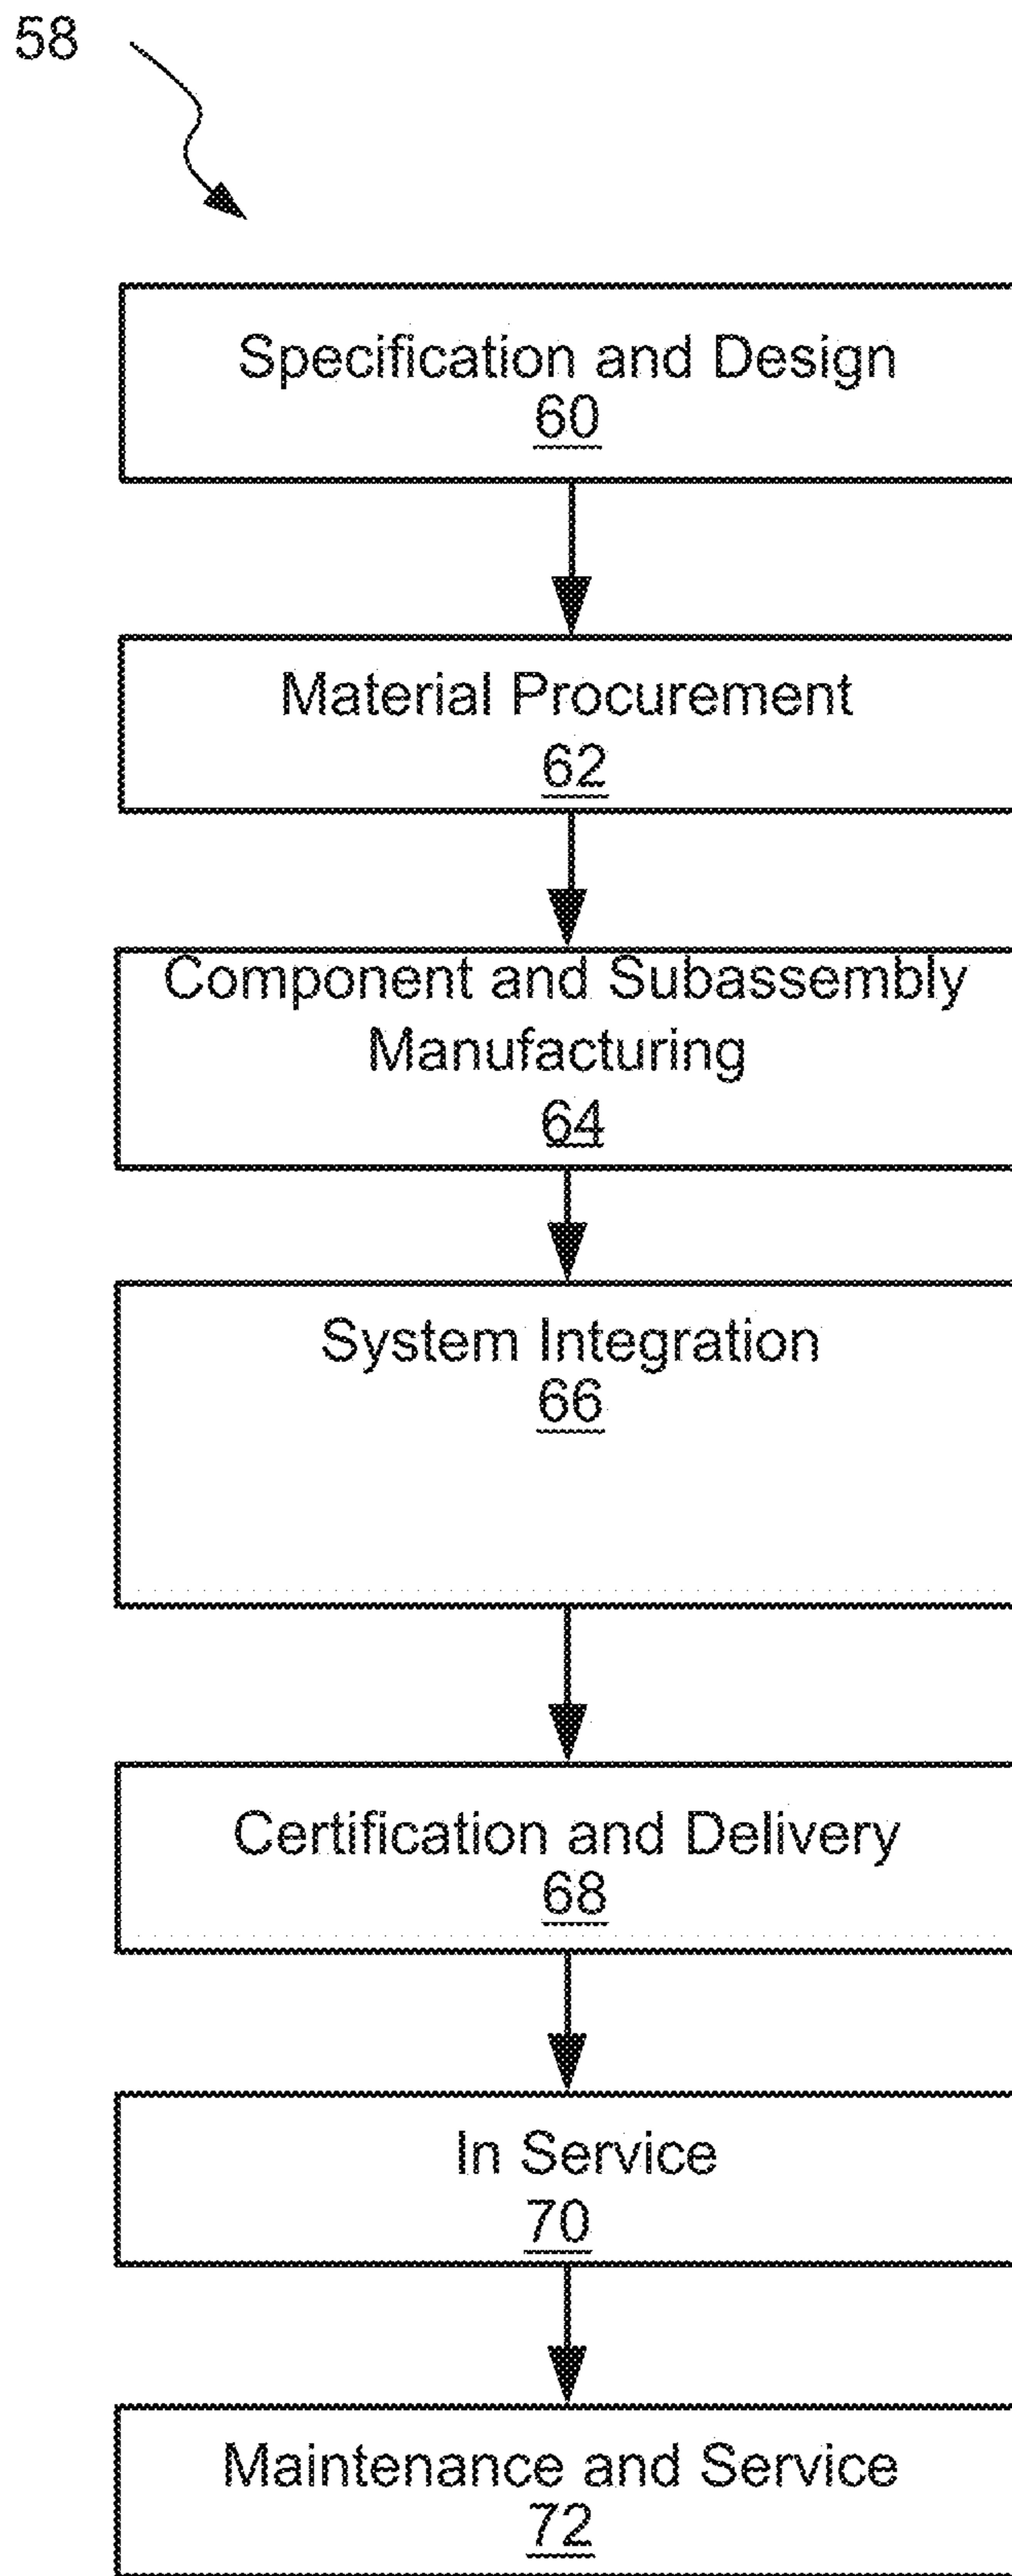 58
Specification and Design
60
Material Procurement
62
Component and Subassembly
Manufacturing
64
System Integration
66
Certification and Delivery
68
In Service
70
Maintenance and Service
72